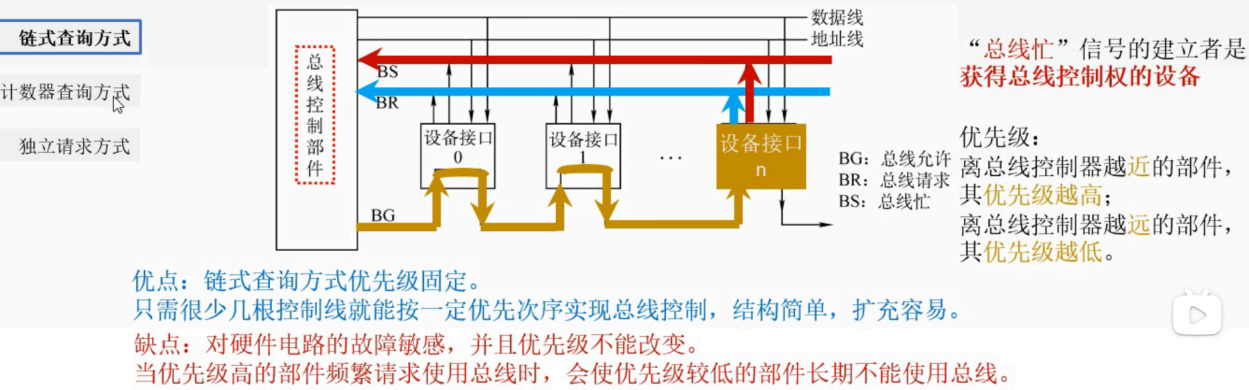 链式查询方式
计数器查询方式
独立请求方式
总线控制部件
数据线
地址线
BS
BR
设备接口
0
设备接口
1
...
设备接口
n
BG
BG：总线允许
BR：总线请求
BS：总线忙
“总线忙”信号的建立者是
获得总线控制权的设备
优先级：
离总线控制器越近的部件，
其优先级越高；
离总线控制器越远的部件，
其优先级越低。
优点：链式查询方式优先级固定。
只需很少几根控制线就能按一定优先次序实现总线控制，结构简单，扩充容易。
缺点：对硬件电路的故障敏感，并且优先级不能改变。
当优先级高的部件频繁请求使用总线时，会使优先级较低的部件长期不能使用总线。